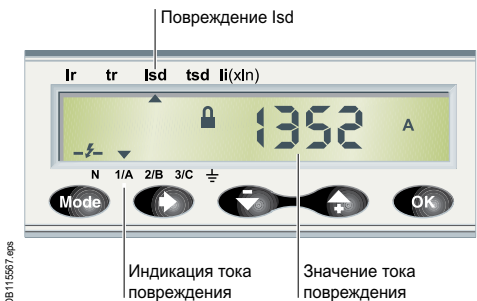 Повреждение Isd
Ir tr Isd tsd Ii(xIn)
1352 A
N 1/A 2/B 3/C
Mode OK
Индикация тока
повреждения
Значение тока
повреждения
DB115567.eps